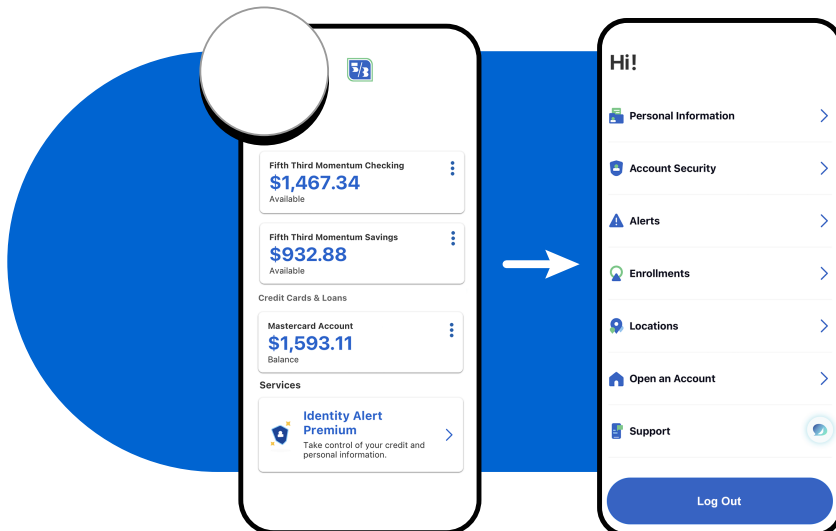 5/3
Fifth Third Momentum Checking
$1,467.34
Available
Fifth Third Momentum Savings
$932.88
Available
Credit Cards & Loans
Mastercard Account
$1,593.11
Balance
Services
Identity Alert
Premium
Take control of your credit and
personal information.
Hi!
Personal Information
Account Security
Alerts
Enrollments
Locations
Open an Account
Support
Log Out